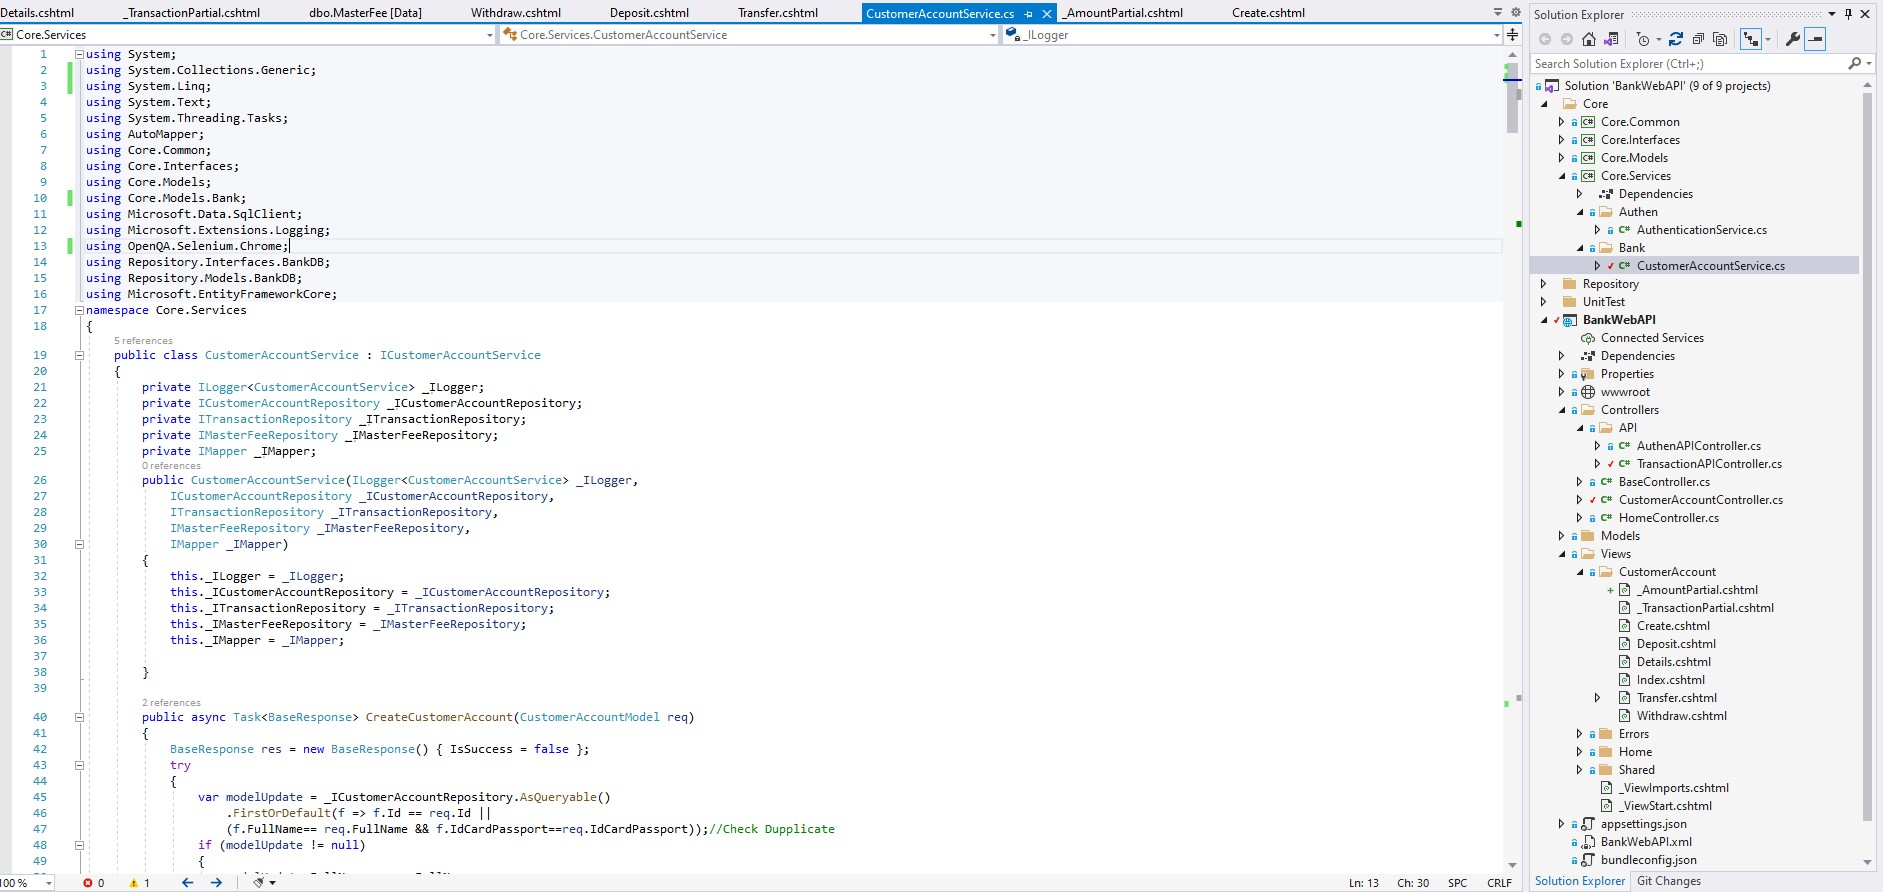 Details.cshtml _TransactionPartial.cshtml dbo.MasterFee [Data] Withdraw.cshtml Deposit.cshtml Transfer.cshtml CustomerAccountService.cs _AmountPartial.cshtml Create.cshtml
C# Core.Services Core.Services.CustomerAccountService _ILogger
1 using System;
2 using System.Collections.Generic;
3 using System.Linq;
4 using System.Text;
5 using System.Threading.Tasks;
6 using AutoMapper;
7 using Core.Common;
8 using Core.Interfaces;
9 using Core.Models;
10 using Core.Models.Bank;
11 using Microsoft.Data.SqlClient;
12 using Microsoft.Extensions.Logging;
13 using OpenQA.Selenium.Chrome;
14 using Repository.Interfaces.BankDB;
15 using Repository.Models.BankDB;
16 using Microsoft.EntityFrameworkCore;
17 namespace Core.Services
18 {
5 references
19 public class CustomerAccountService : ICustomerAccountService
20 {
21 private ILogger<CustomerAccountService> _ILogger;
22 private ICustomerAccountRepository _ICustomerAccountRepository;
23 private ITransactionRepository _ITransactionRepository;
24 private IMasterFeeRepository _IMasterFeeRepository;
25 private IMapper _IMapper;
0 references
26 public CustomerAccountService(ILogger<CustomerAccountService> _ILogger,
27 ICustomerAccountRepository _ICustomerAccountRepository,
28 ITransactionRepository _ITransactionRepository,
29 IMasterFeeRepository _IMasterFeeRepository,
30 IMapper _IMapper)
31 {
32 this._ILogger = _ILogger;
33 this._ICustomerAccountRepository = _ICustomerAccountRepository;
34 this._ITransactionRepository = _ITransactionRepository;
35 this._IMasterFeeRepository = _IMasterFeeRepository;
36 this._IMapper = _IMapper;
37
38 }
39
2 references
40 public async Task<BaseResponse> CreateCustomerAccount(CustomerAccountModel req)
41 {
42 BaseResponse res = new BaseResponse() { IsSuccess = false };
43 try
44 {
45 var modelUpdate = _ICustomerAccountRepository.AsQueryable()
46 .FirstOrDefault(f => f.Id == req.Id ||
47 (f.FullName== req.FullName && f.IdCardPassport==req.IdCardPassport));//Check Dupplicate
48 if (modelUpdate != null)
49 {
100 % 0 1 Ln: 13 Ch: 30 SPC CRLF
Solution Explorer
Search Solution Explorer (Ctrl+;)
Solution 'BankWebAPI' (9 of 9 projects)
Core
C# Core.Common
C# Core.Interfaces
C# Core.Models
C# Core.Services
Dependencies
Authen
C# AuthenticationService.cs
Bank
C# CustomerAccountService.cs
Repository
UnitTest
BankWebAPI
Connected Services
Dependencies
Properties
wwwroot
Controllers
API
C# AuthenAPIController.cs
C# TransactionAPIController.cs
C# BaseController.cs
C# CustomerAccountController.cs
C# HomeController.cs
Models
Views
CustomerAccount
_AmountPartial.cshtml
_TransactionPartial.cshtml
Create.cshtml
Deposit.cshtml
Details.cshtml
Index.cshtml
Transfer.cshtml
Withdraw.cshtml
Errors
Home
Shared
_ViewImports.cshtml
_ViewStart.cshtml
appsettings.json
BankWebAPI.xml
bundleconfig.json
Solution Explorer Git Changes